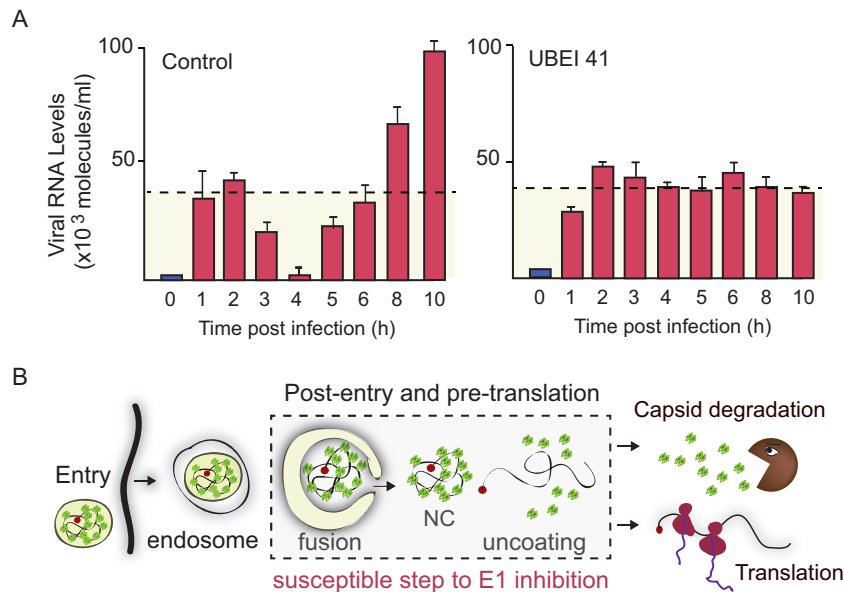 A
Viral RNA Levels
(x10 3 molecules/ml)
100
50
Control
0 1 2 3 4 5 6 8 10
Time post infection (h)
100
50
UBEI 41
0 1 2 3 4 5 6 8 10
Time post infection (h)
B
Post-entry and pre-translation
Capsid degradation
Entry
endosome
fusion
NC
uncoating
susceptible step to E1 inhibition
Translation